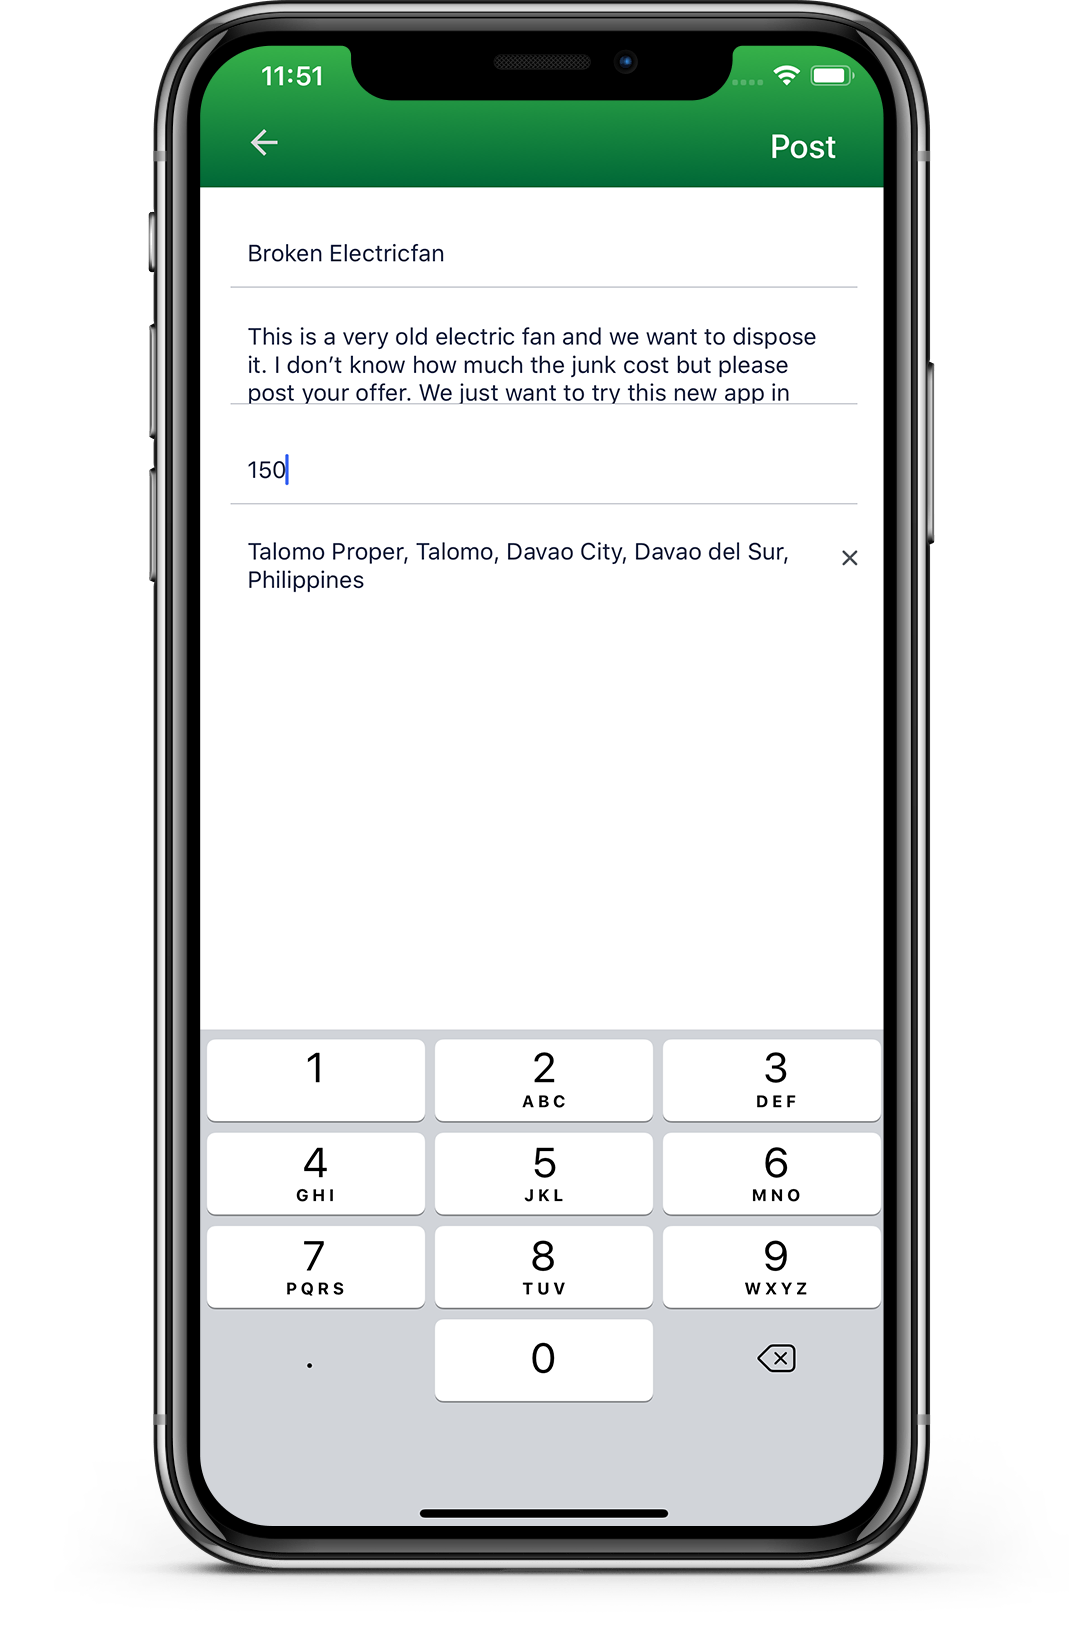 11:51
Post
Broken Electricfan
This is a very old electric fan and we want to dispose
it. I don’t know how much the junk cost but please
post your offer. We just want to try this new app in
150
Talomo Proper, Talomo, Davao City, Davao del Sur,
Philippines
1
2
ABC
3
DEF
4
GHI
5
JKL
6
MNO
7
PQRS
8
TUV
9
WXYZ
.
0